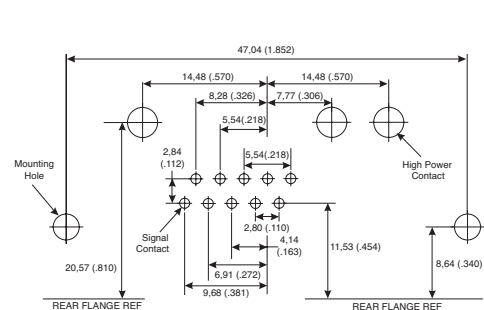 47,04 (1.852)
14,48 (.570)
14,48 (.570)
8,28 (.326)
7,77 (.306)
5,54(.218)
2,84
(.112)
5,54(.218)
Mounting
Hole
High Power
Contact
Signal
Contact
2,80 (.110)
4,14
(.163)
11,53 (.454)
20,57 (.810)
6,91 (.272)
8,64 (.340)
9,68 (.381)
REAR FLANGE REF
REAR FLANGE REF